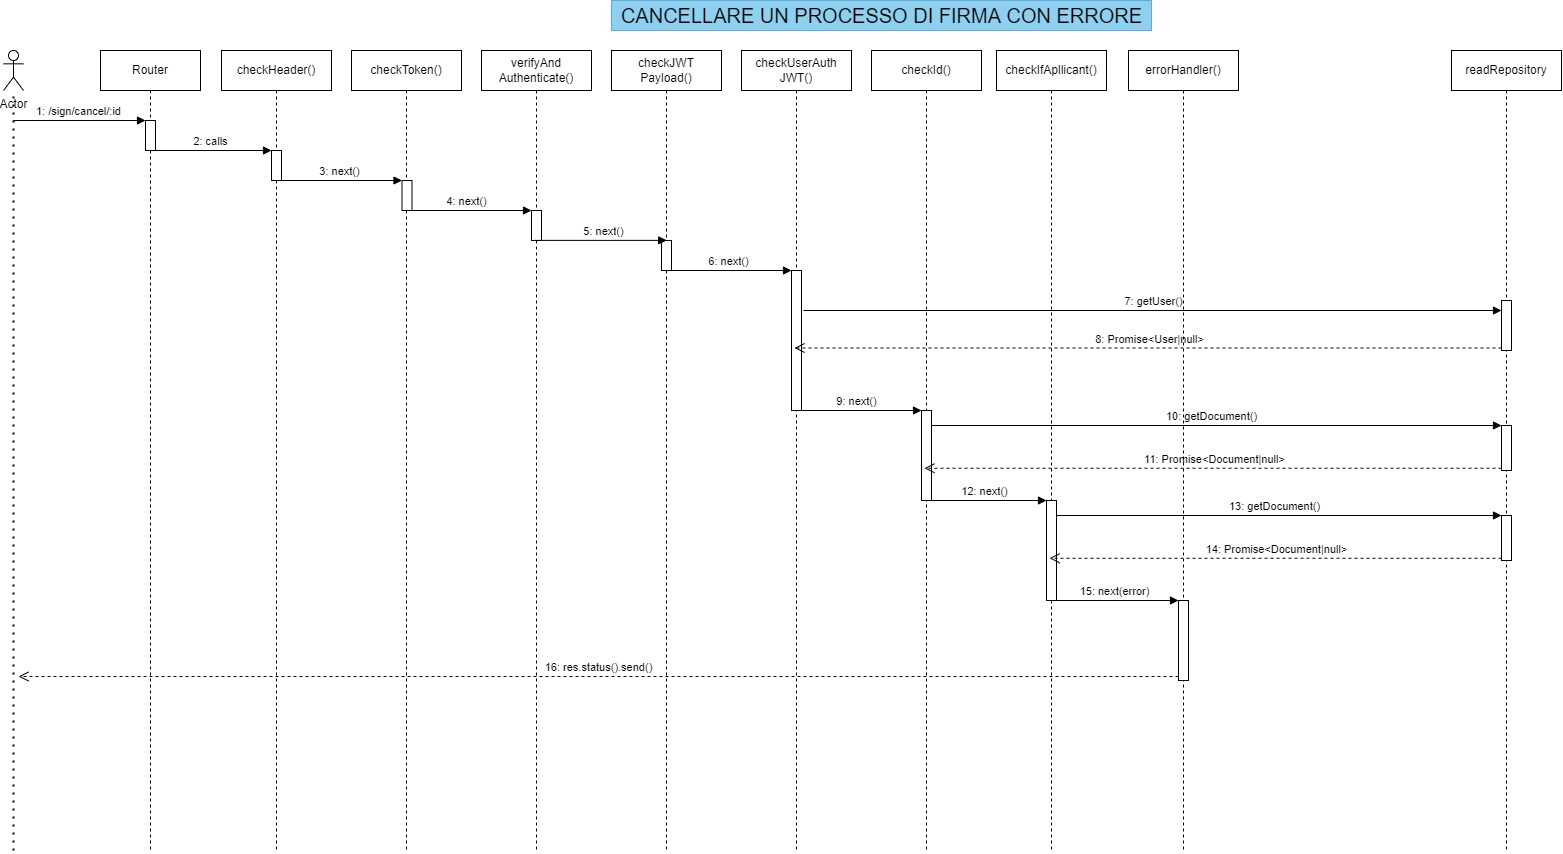 CANCELLARE UN PROCESSO DI FIRMA CON ERRORE
Actor
Router
checkHeader()
checkToken()
verifyAnd
Authenticate()
checkJWT
Payload()
checkUserAuth
JWT()
checkId()
checkIfApllicant()
errorHandler()
readRepository
1: /sign/cancel/:id
2: calls
3: next()
4: next()
5: next()
6: next()
7: getUser()
8: Promise<User|null>
9: next()
10: getDocument()
11: Promise<Document|null>
12: next()
13: getDocument()
14: Promise<Document|null>
15: next(error)
16: res.status().send()